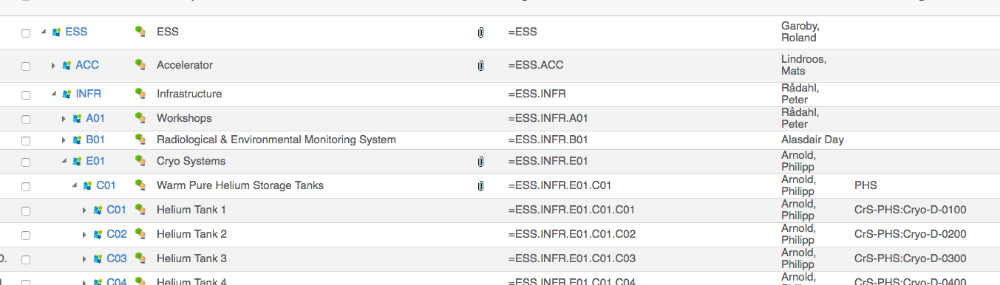 ESS ESS =ESS Garoby, Roland
ACC Accelerator =ESS.ACC Lindroos, Mats
INFR Infrastructure =ESS.INFR Rådahl, Peter
A01 Workshops =ESS.INFR.A01 Rådahl, Peter
B01 Radiological & Environmental Monitoring System =ESS.INFR.B01 Alasdair Day
E01 Cryo Systems =ESS.INFR.E01 Arnold, Philipp
C01 Warm Pure Helium Storage Tanks =ESS.INFR.E01.C01 Arnold, Philipp PHS
C01 Helium Tank 1 =ESS.INFR.E01.C01.C01 Arnold, Philipp CrS-PHS:Cryo-D-0100
C02 Helium Tank 2 =ESS.INFR.E01.C01.C02 Arnold, Philipp CrS-PHS:Cryo-D-0200
0. C03 Helium Tank 3 =ESS.INFR.E01.C01.C03 Arnold, Philipp CrS-PHS:Cryo-D-0300
C04 Helium Tank 4 =ESS.INFR.E01.C01.C04 Arnold, CrS-PHS:Cryo-D-0400